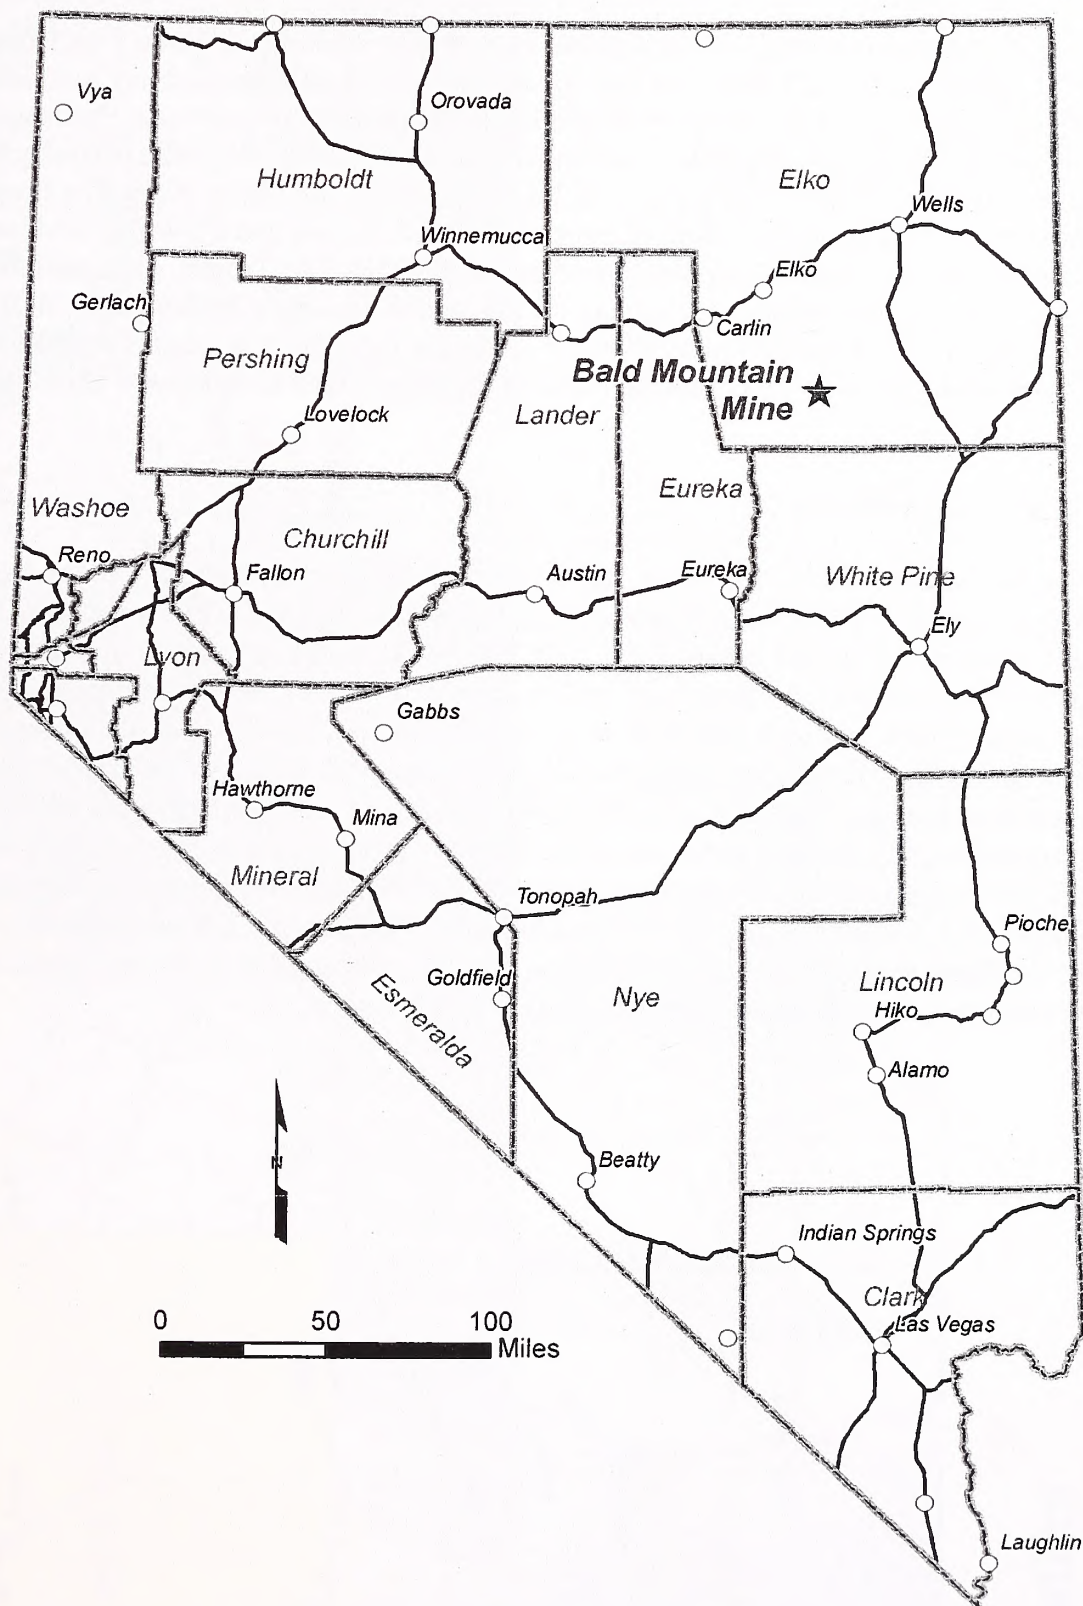 Vya
Orovada
Humboldt
Elko
Wells
Winnemucca
Elko
Gerlach
Carlin
Pershing
Bald Mountain
Mine
Lovelock
Lander
Eureka
Washoe
Churchill
Reno
Fallon
Austin
Eureka
White Pine
Ely
Lyon
Gabbs
Hawthorne
Mina
Mineral
Tonopah
Pioche
Goldfield
Esmeralda
Nye
Lincoln
Hiko
Alamo
N
Beatty
Indian Springs
Clark
Las Vegas
0 50 100
Miles
Laughlin